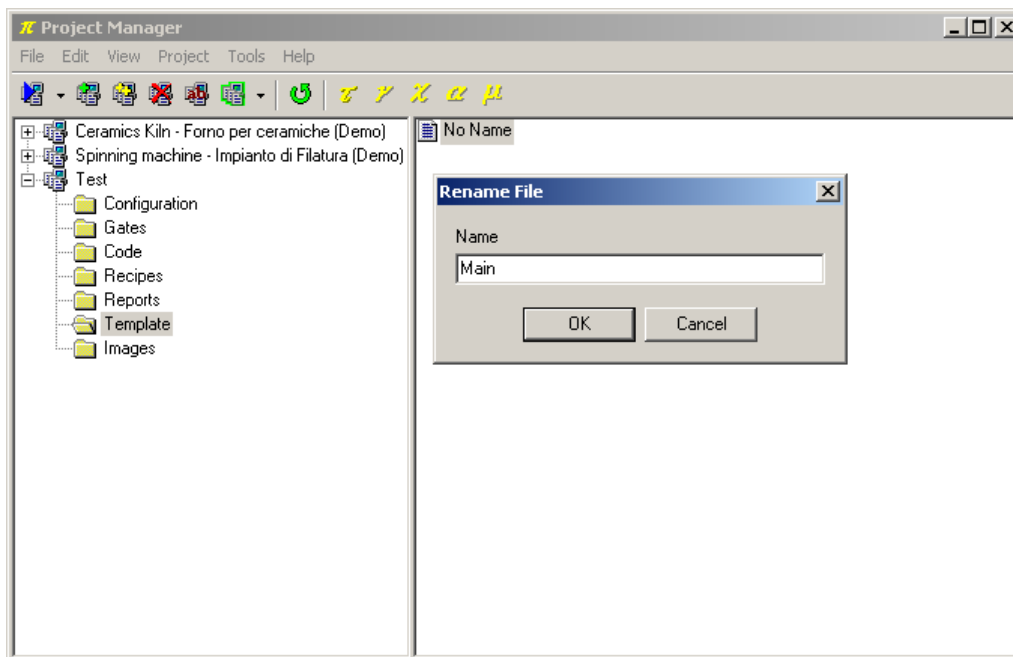 π Project Manager
File Edit View Project Tools Help
τ γ χ α μ
Ceramics Kiln - Forno per ceramiche (Demo)
Spinning machine - Impianto di Filatura (Demo)
Test
Configuration
Gates
Code
Recipes
Reports
Template
Images
No Name
Rename File
Name
Main
OK Cancel